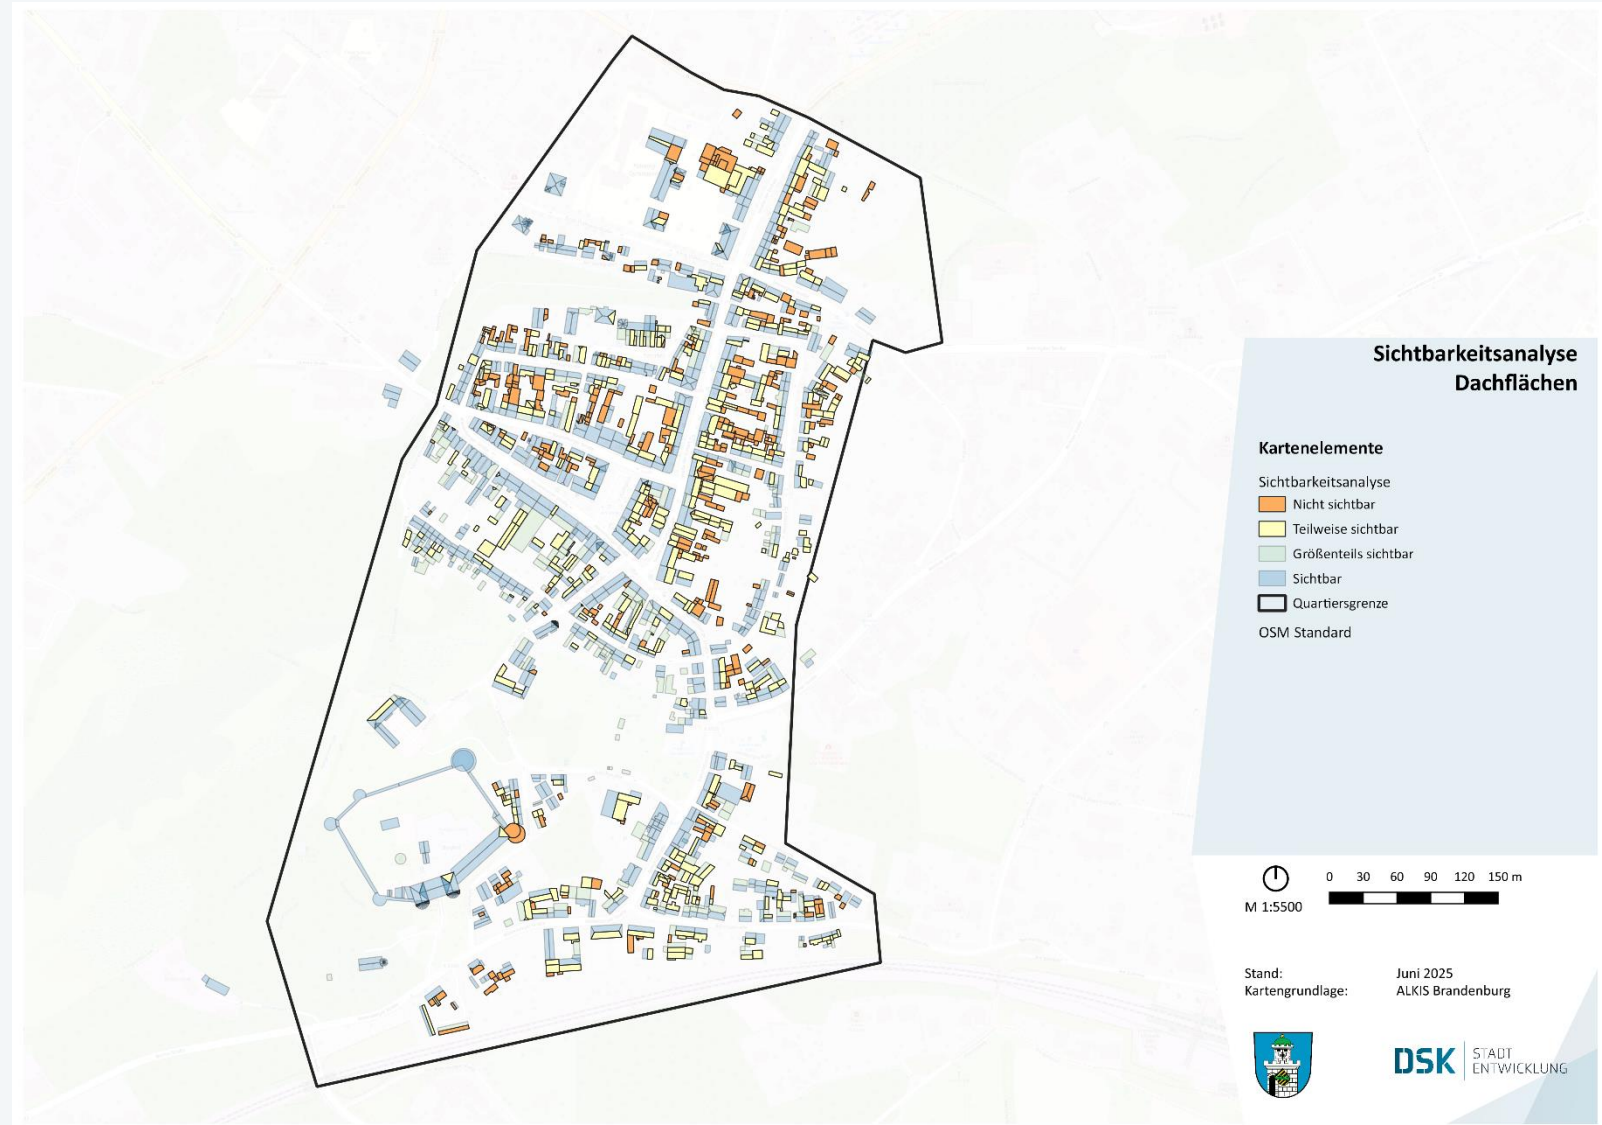 Sichtbarkeitsanalyse
Dachflächen
Kartenelemente
Sichtbarkeitsanalyse
Nicht sichtbar
Teilweise sichtbar
Größenteils sichtbar
Sichtbar
Quartiersgrenze
OSM Standard
0 30 60 90 120 150 m
M 1:5500
Stand: Juni 2025
Kartengrundlage: ALKIS Brandenburg
DSK STADT
ENTWICKLUNG